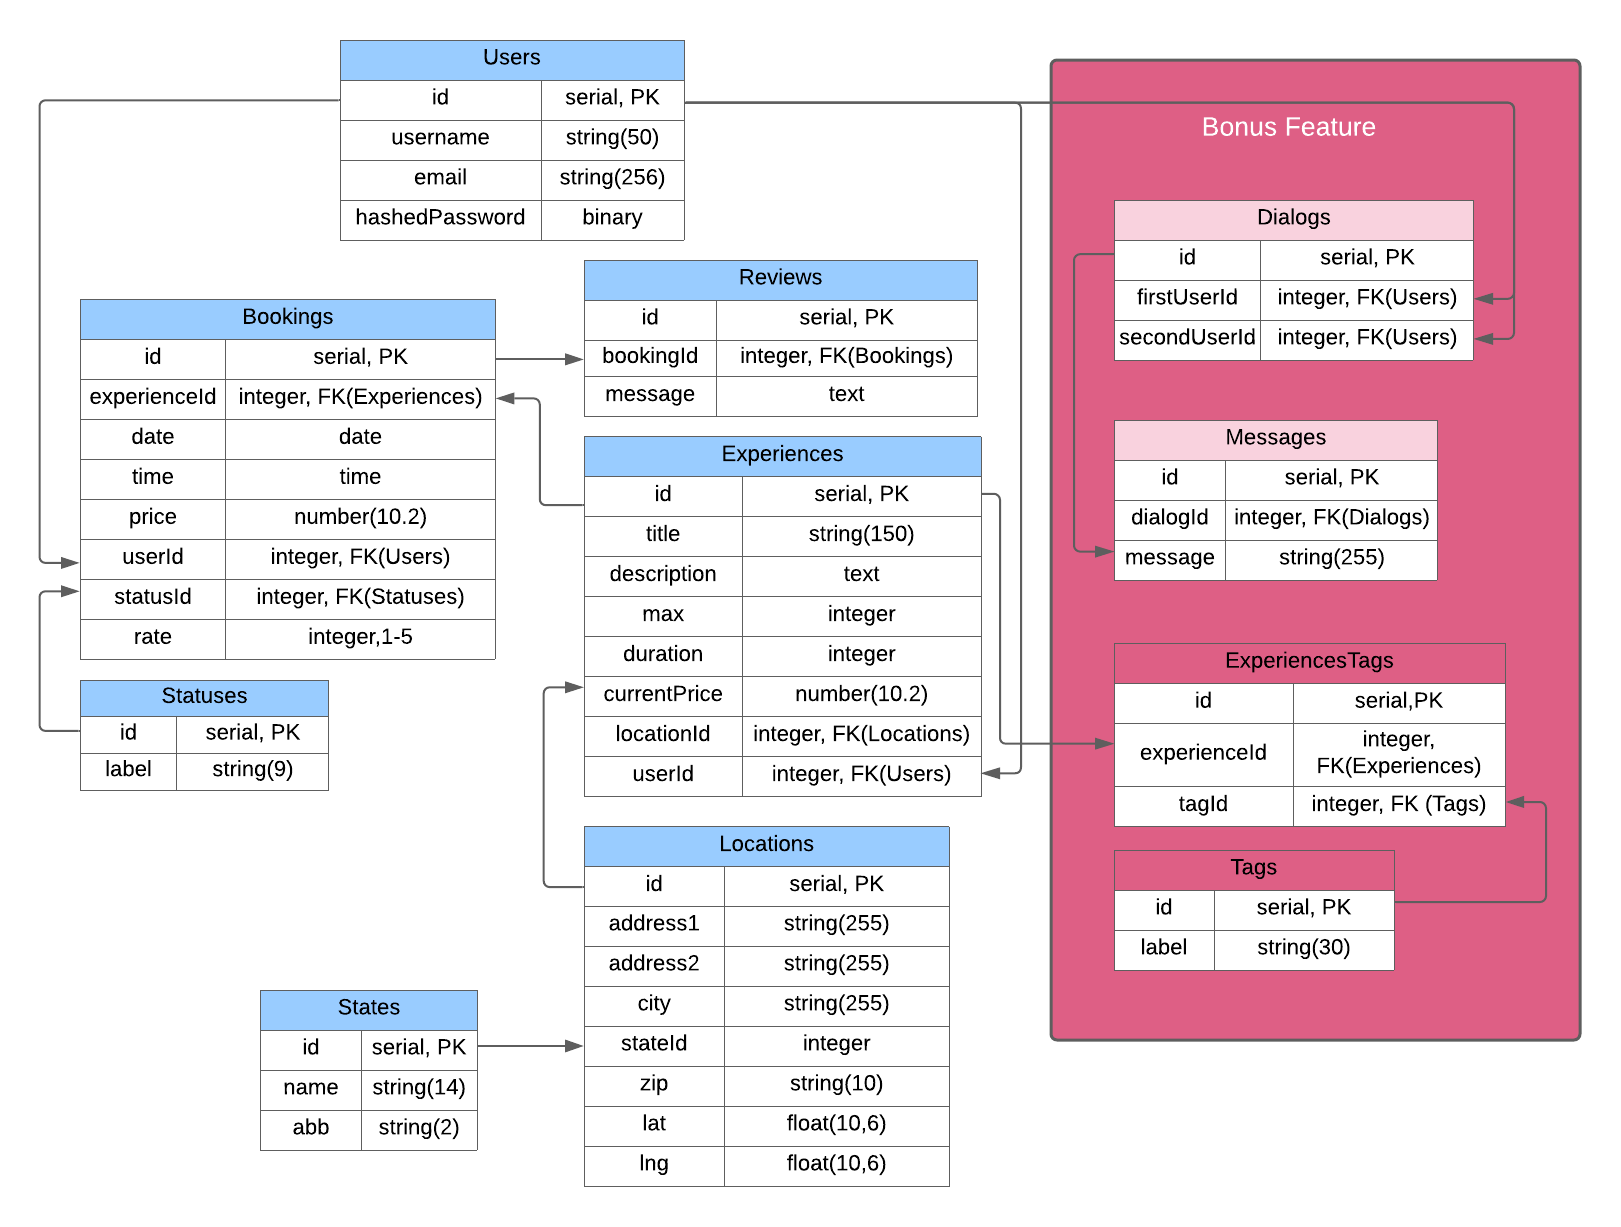 Users
id serial, PK
username string(50)
email string(256)
hashedPassword binary
Bookings
id serial, PK
experienceId integer, FK(Experiences)
date date
time time
price number(10.2)
userId integer, FK(Users)
statusId integer, FK(Statuses)
rate integer,1-5
Statuses
id serial, PK
label string(9)
Reviews
id serial, PK
bookingId integer, FK(Bookings)
message text
Experiences
id serial, PK
title string(150)
description text
max integer
duration integer
currentPrice number(10.2)
locationId integer, FK(Locations)
userId integer, FK(Users)
Locations
id serial, PK
address1 string(255)
address2 string(255)
city string(255)
stateId integer
zip string(10)
lat float(10,6)
lng float(10,6)
States
id serial, PK
name string(14)
abb string(2)
Bonus Feature
Dialogs
id serial, PK
firstUserId integer, FK(Users)
secondUserId integer, FK(Users)
Messages
id serial, PK
dialogId integer, FK(Dialogs)
message string(255)
ExperiencesTags
id serial,PK
experienceId integer,
FK(Experiences)
tagId integer, FK (Tags)
Tags
id serial, PK
label string(30)